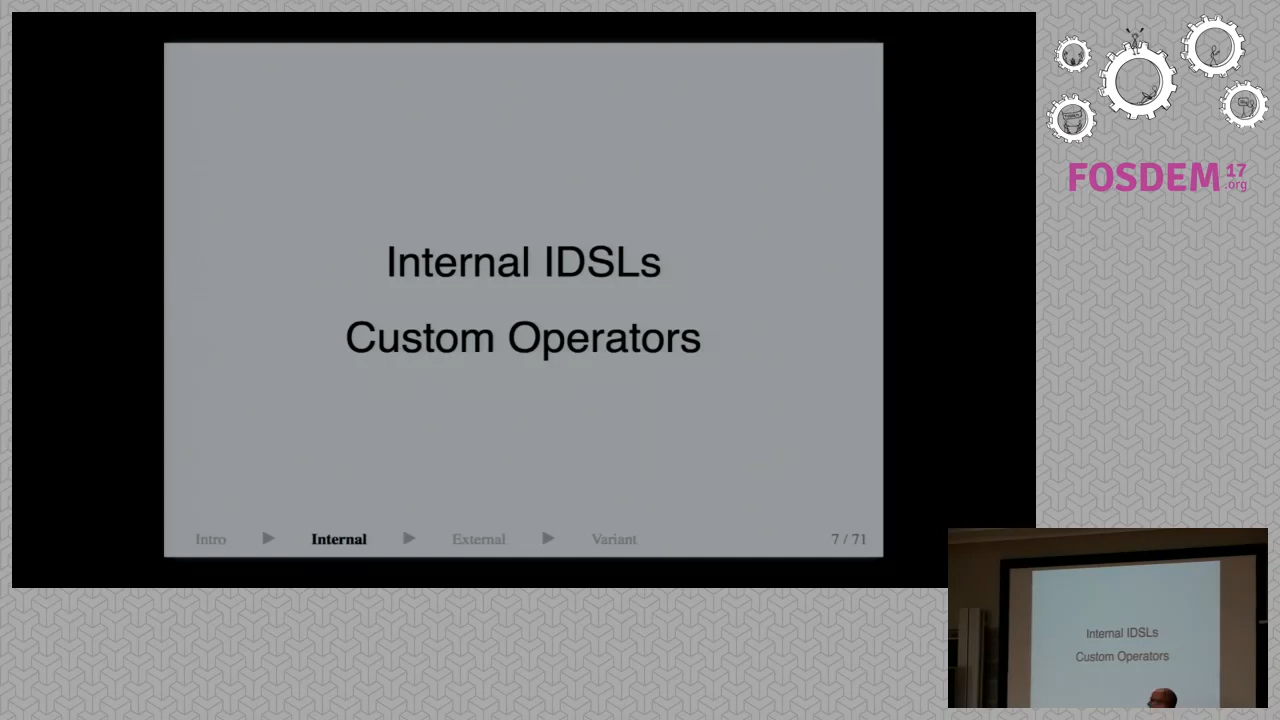 Internal IDSLs
Custom Operators
Intro ▶ Internal ▶ External ▶ Variant 7 / 71
FOSDEM 17
.org
Internal IDSLs
Custom Operators